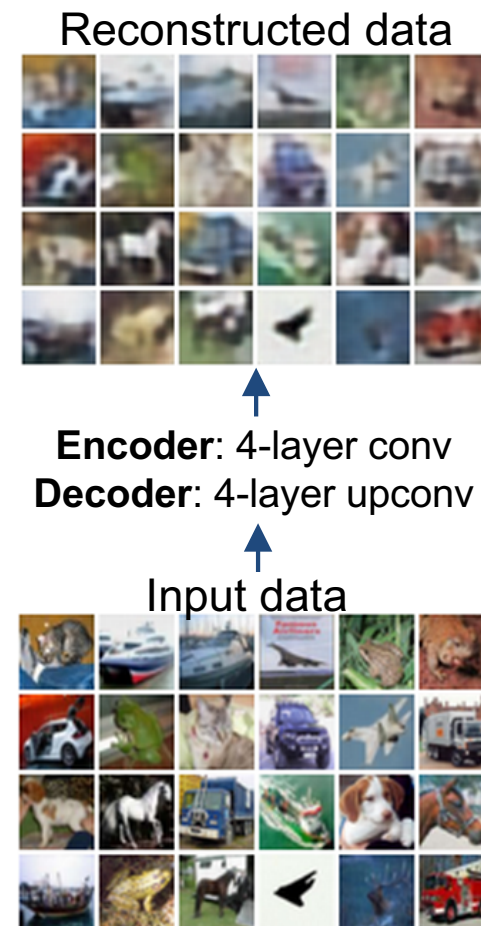 Reconstructed data
Encoder: 4-layer conv
Decoder: 4-layer upconv
Input data